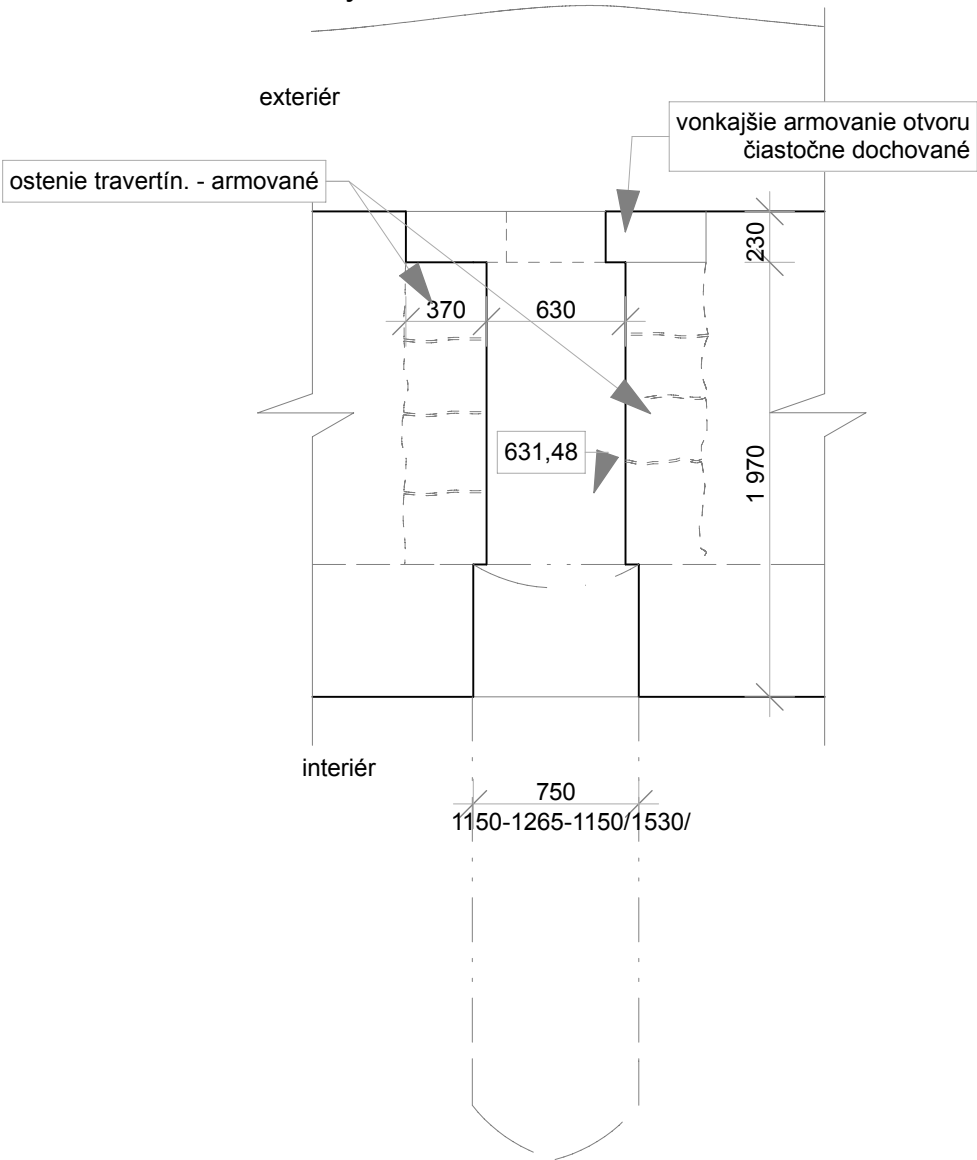 exteriér
vonkajšie armovanie otvoru
čiastočne dochované
ostenie travertín. - armované
230
370
630
631,48
1 970
interiér
750
1150-1265-1150/1530/